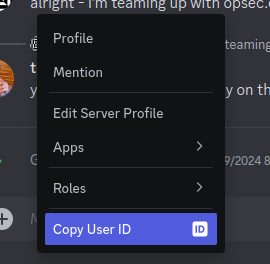 alright - I'm teaming up with opsec.
Profile
teaming
Mention
t
y
y on th
Edit Server Profile
Apps
G
9/2024 8
Roles
Copy User ID ID